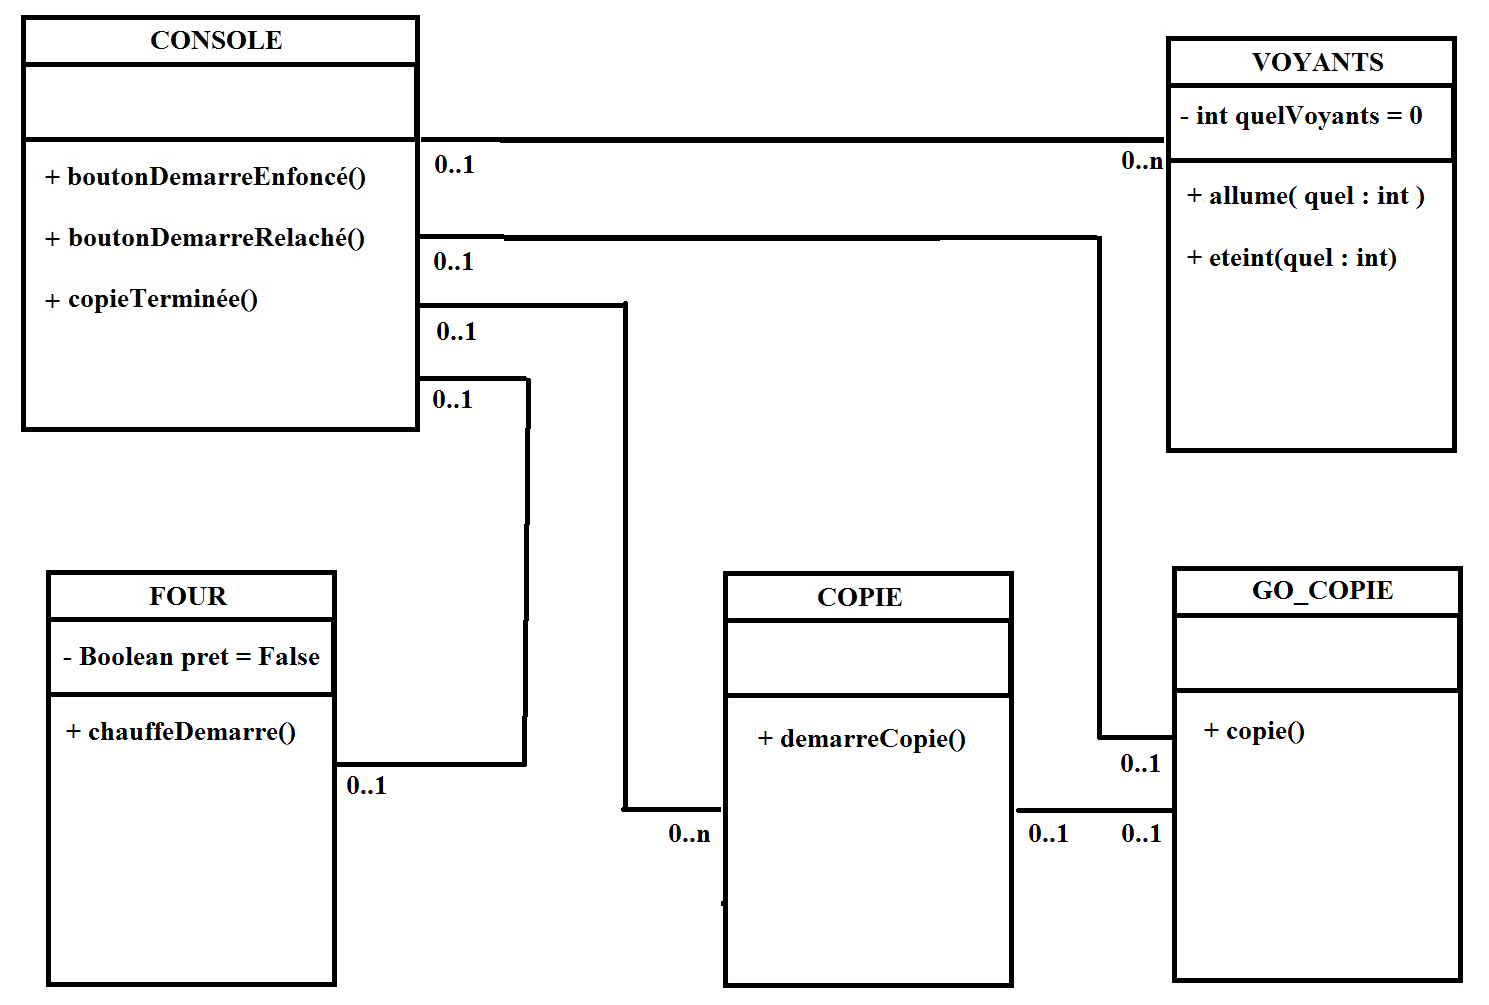 CONSOLE
+ boutonDemarreEnfoncé()
+ boutonDemarreRelaché()
+ copieTerminée()
0..1
0..1
0..1
0..1
VOYANTS
- int quelVoyants = 0
+ allume( quel : int )
+ eteint(quel : int)
0..n
FOUR
- Boolean pret = False
+ chauffeDemarre()
0..1
COPIE
+ demarreCopie()
0..n
0..1
GO_COPIE
+ copie()
0..1
0..1